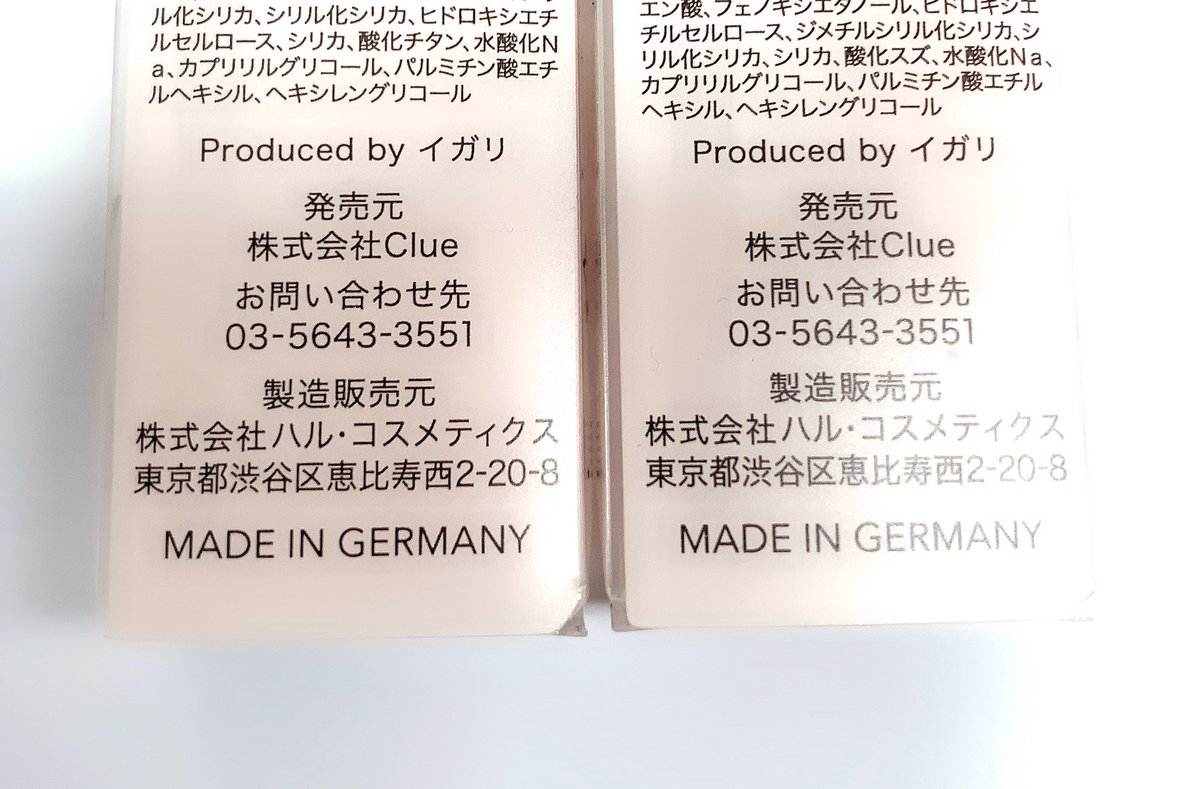 ル化シリカ、シリル化シリカ、ヒドロキシエチ
ルセルロース、シリカ、酸化チタン、水酸化N
a、カプリリルグリコール、パルミチン酸エチ
ルヘキシル、ヘキシレングリコール
Produced by イガリ
発売元
株式会社Clue
お問い合わせ先
03-5643-3551
製造販売元
株式会社ハル・コスメティクス
東京都渋谷区恵比寿西2-20-8
MADE IN GERMANY
エン酸、フェノキシエタノール、ヒドロキシエ
チルセルロース、ジメチルシリル化シリカ、シ
リル化シリカ、シリカ、酸化スズ、水酸化Na、
カプリリルグリコール、パルミチン酸エチル
ヘキシル、ヘキシレングリコール
Produced by イガリ
発売元
株式会社Clue
お問い合わせ先
03-5643-3551
製造販売元
株式会社ハル・コスメティクス
東京都渋谷区恵比寿西2-20-8
MADE IN GERMANY